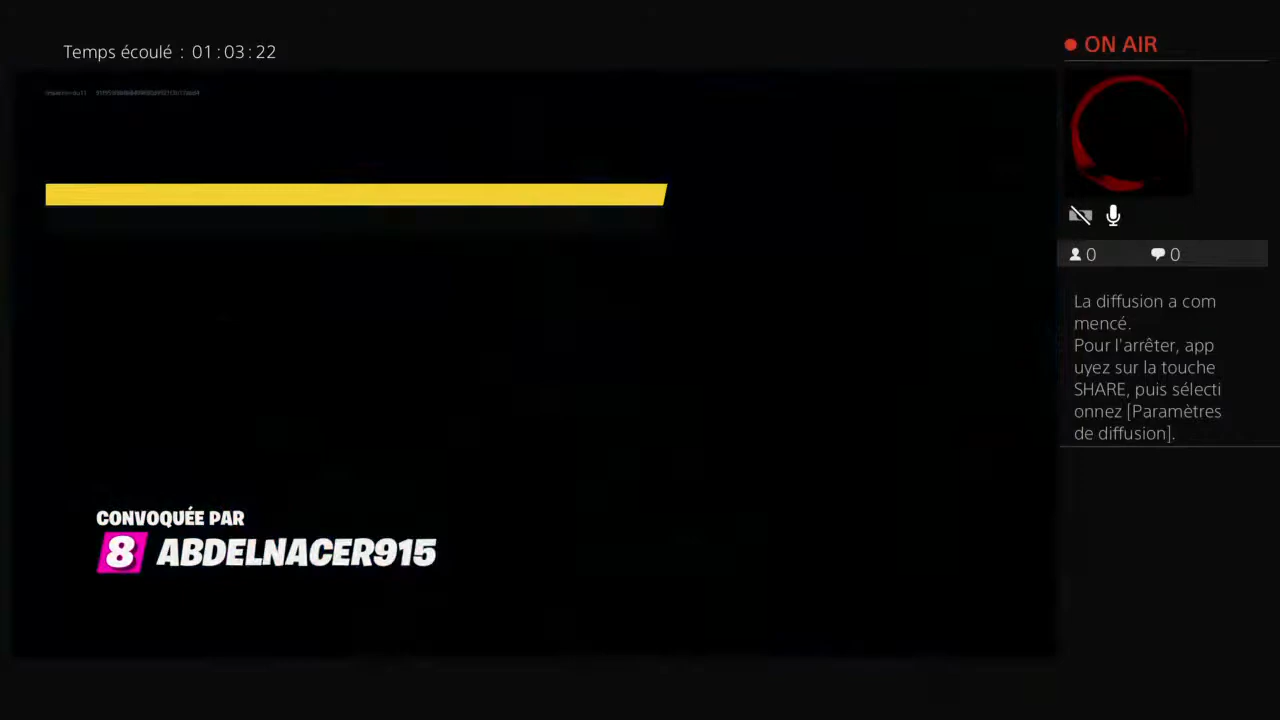 Temps écoulé : 01:03:22
ON AIR
0 0
La diffusion a com
mencé.
Pour l'arrêter, app
uyez sur la touche
SHARE, puis sélecti
onnez [Paramètres
de diffusion].
CONVOQUÉE PAR
8 ABDELNACER915